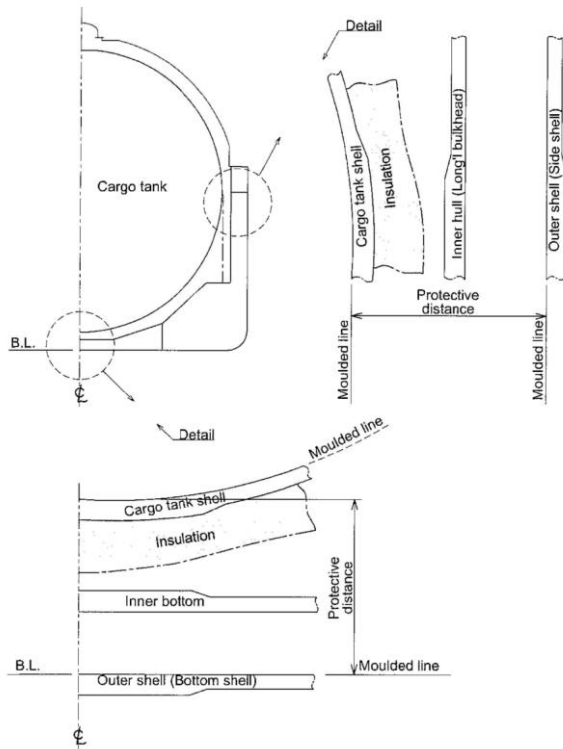 Detail
Cargo tank
B.L.
℄
Cargo tank shell
Insulation
Inner hull (Long'l bulkhead)
Outer shell (Side shell)
Protective
distance
Moulded line
Moulded line
Detail
Moulded line
Cargo tank shell
Insulation
Protective
distance
Inner bottom
B.L.
Moulded line
Outer shell (Bottom shell)
℄